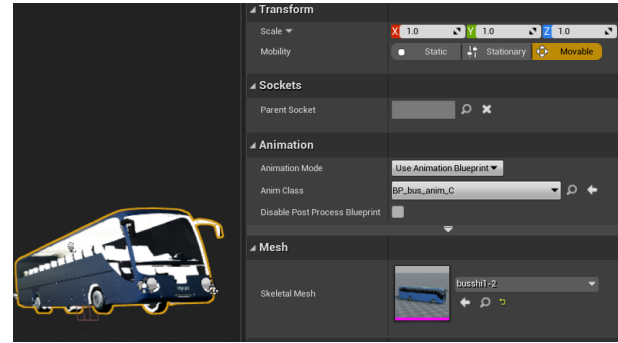 Transform
Scale
X 1.0 Y 1.0 Z 1.0
Mobility
Static Stationary Movable
Sockets
Parent Socket
Animation
Animation Mode
Use Animation Blueprint
Anim Class
BP_bus_anim_C
Disable Post Process Blueprint
Mesh
Skeletal Mesh
busshi1-2